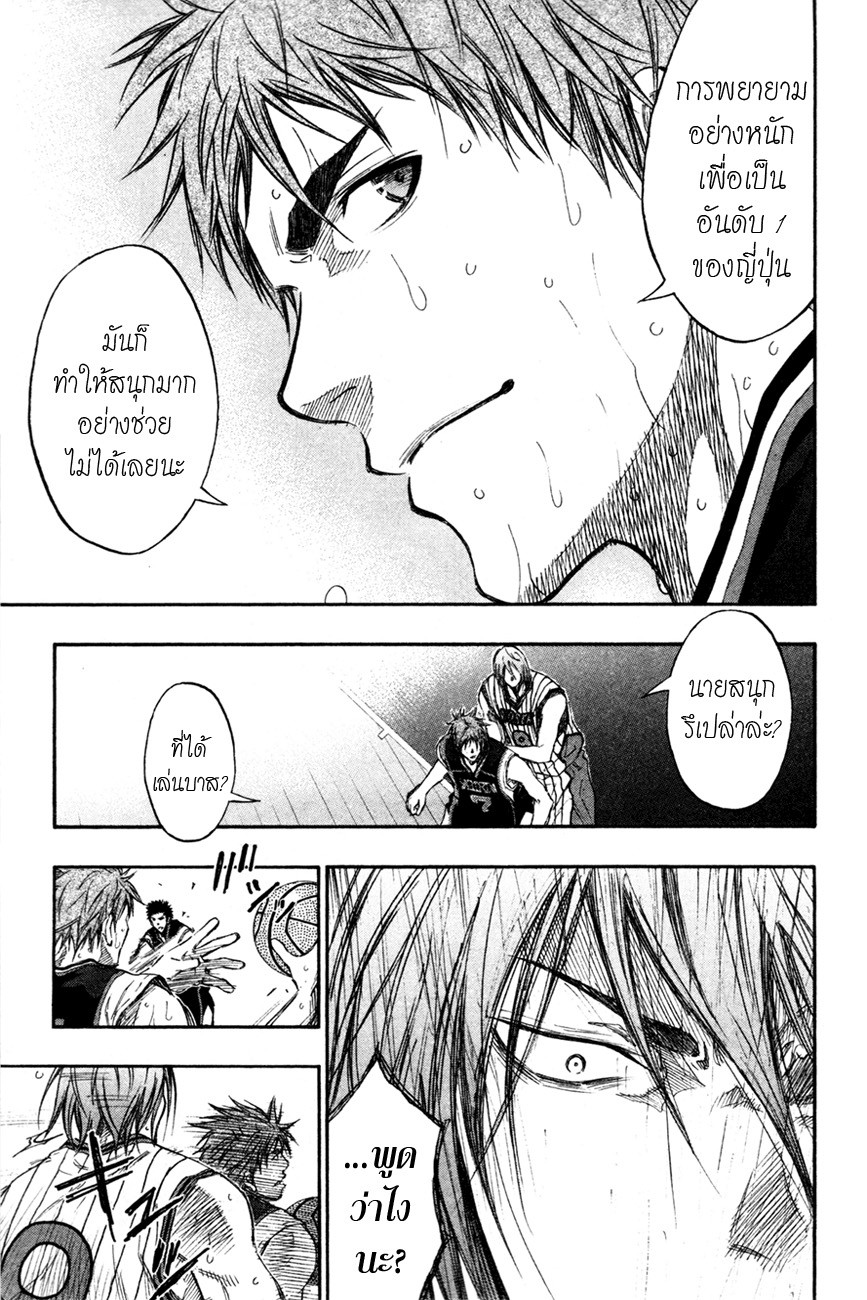 การพยายาม
อย่างหนัก
เพื่อเป็น
อันดับ 1
ของญี่ปุ่น
มันก็
ทำให้สนุกมาก
อย่างช่วย
ไม่ได้เลยนะ
นายสนุก
รึเปล่าล่ะ?
ที่ได้
เล่นบาส?
...พูด
ว่าไง
นะ?